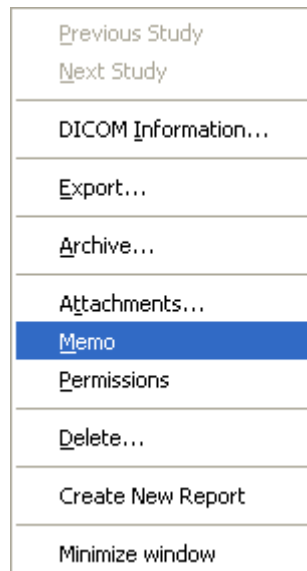 Previous Study
Next Study
DICOM Information...
Export...
Archive...
Attachments...
Memo
Permissions
Delete...
Create New Report
Minimize window